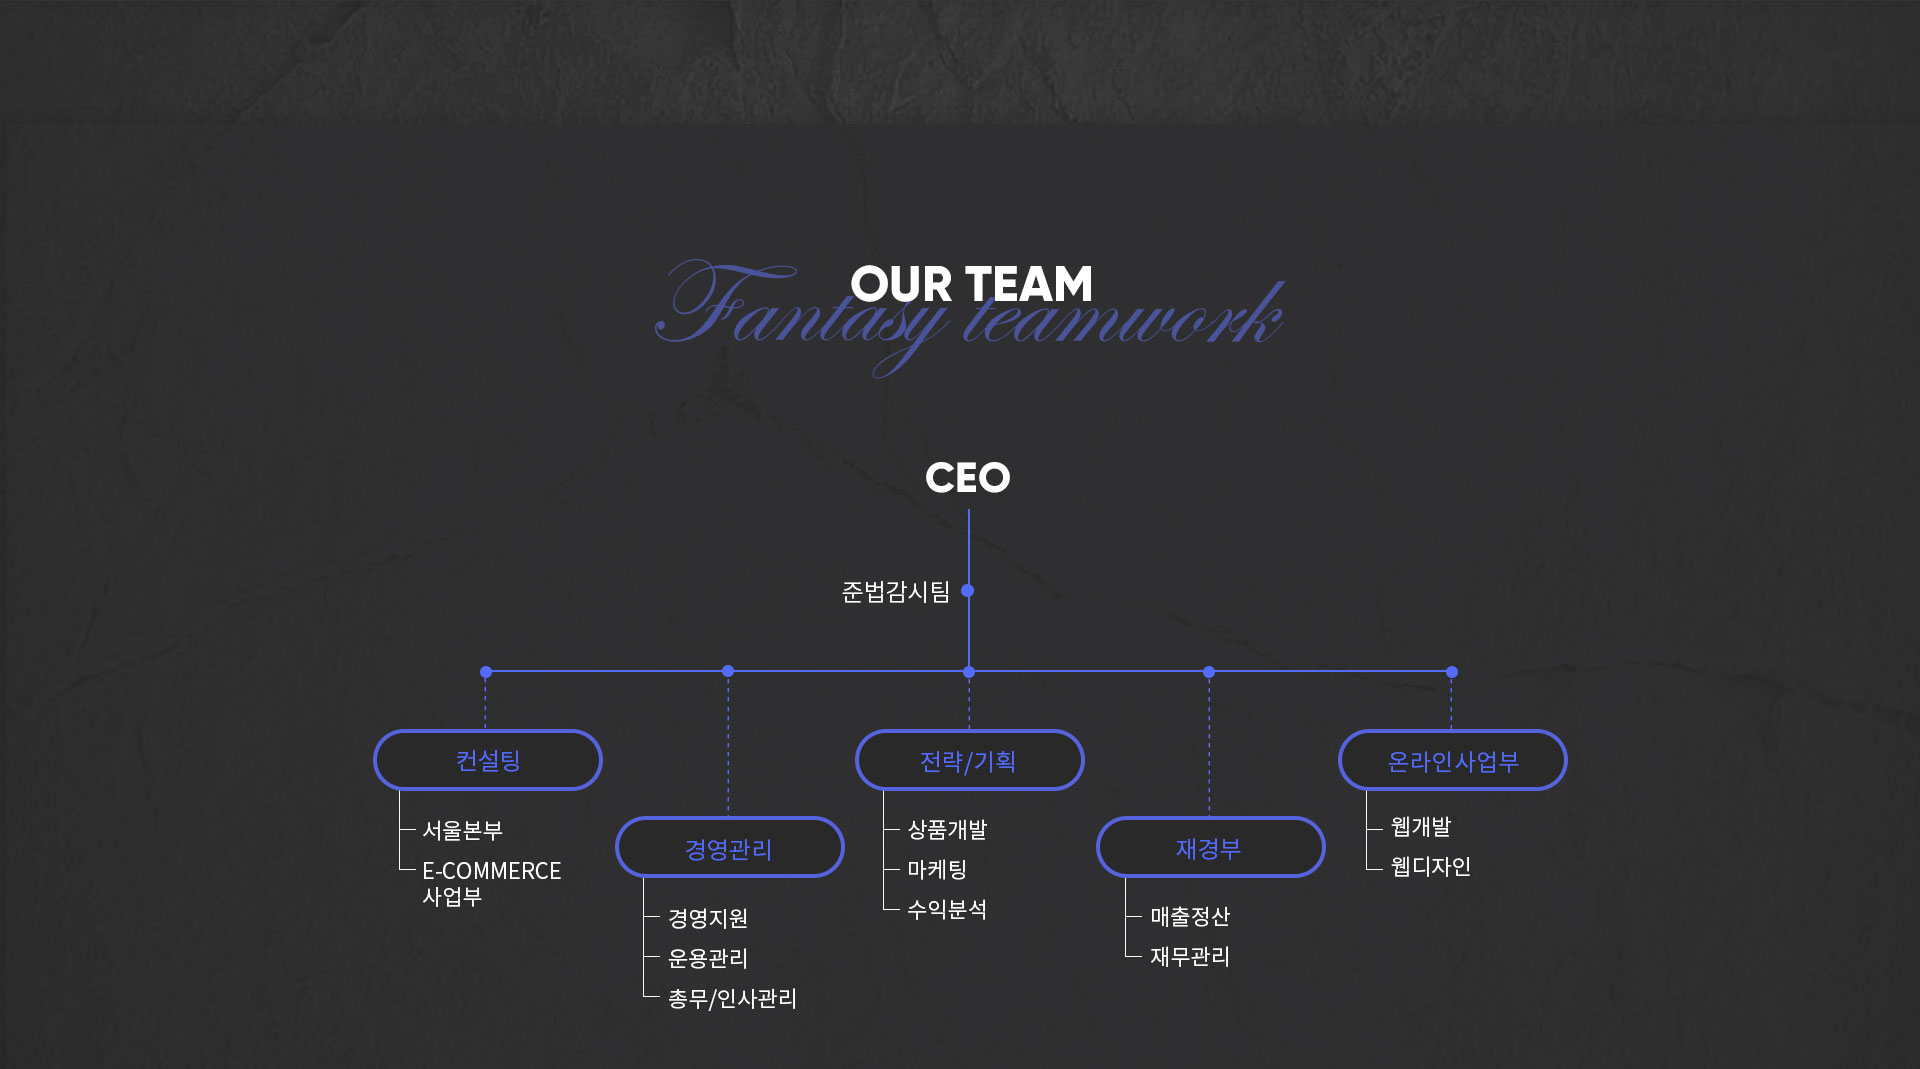 OUR TEAM
Fantasy teamwork
CEO
준법감시팀
컨설팅
서울본부
E-COMMERCE
사업부
경영관리
경영지원
운용관리
총무/인사관리
전략/기획
상품개발
마케팅
수익분석
재경부
매출정산
재무관리
온라인사업부
웹개발
웹디자인